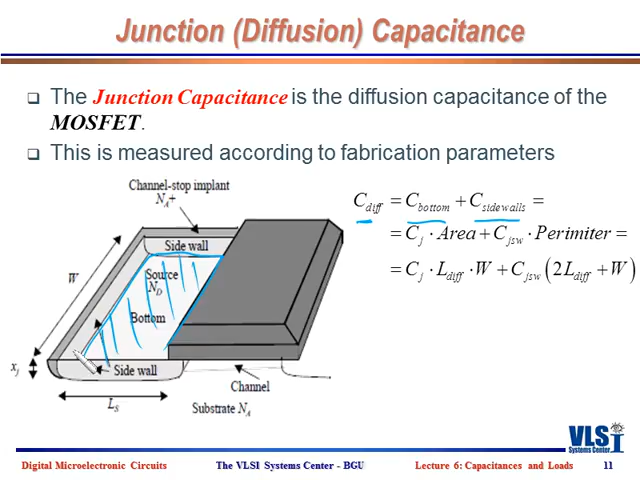 Junction (Diffusion) Capacitance
❑ The Junction Capacitance is the diffusion capacitance of the
MOSFET.
❑ This is measured according to fabrication parameters
Channel-stop implant
N_A+
Side wall
Source
N_D
Bottom
W
x_j
Side wall
L_S
Channel
Substrate N_A
C_diff = C_bottom + C_sidewalls =
= C_j · Area + C_jsw · Perimiter =
= C_j · L_diff · W + C_jsw (2L_diff + W)
VLSI
Systems Center
Digital Microelectronic Circuits The VLSI Systems Center - BGU Lecture 6: Capacitances and Loads 11